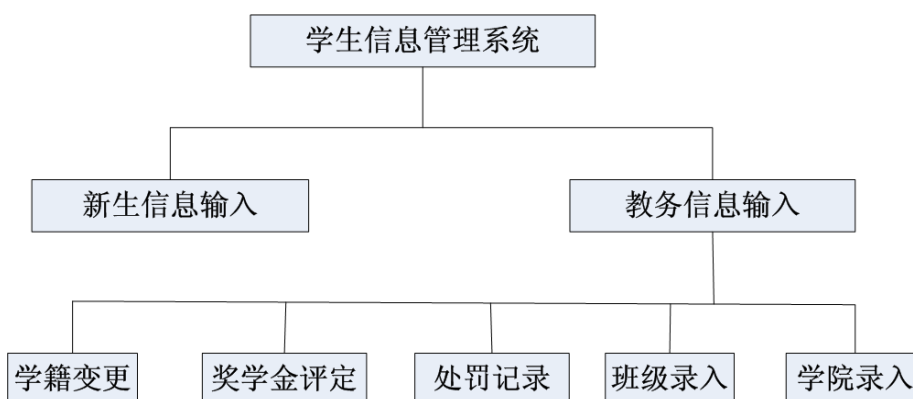 学生信息管理系统
新生信息输入
教务信息输入
学籍变更
奖学金评定
处罚记录
班级录入
学院录入